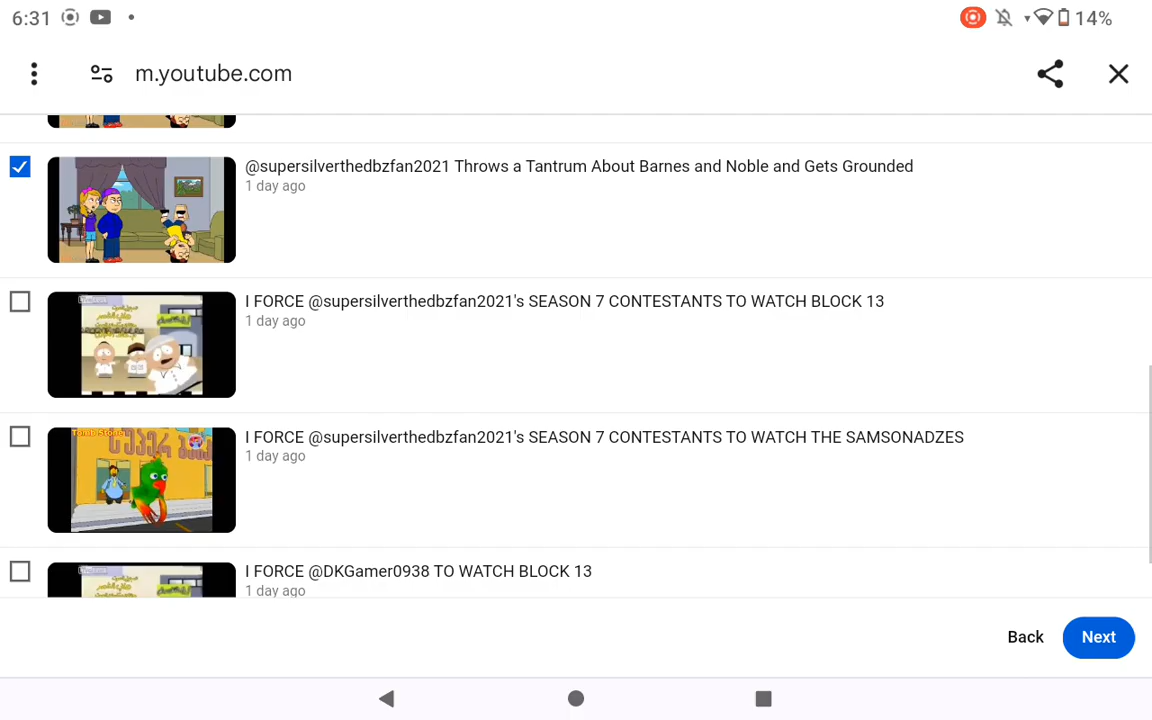 6:31
14%
m.youtube.com
@supersilverthedbzfan2021 Throws a Tantrum About Barnes and Noble and Gets Grounded
1 day ago
I FORCE @supersilverthedbzfan2021's SEASON 7 CONTESTANTS TO WATCH BLOCK 13
1 day ago
I FORCE @supersilverthedbzfan2021's SEASON 7 CONTESTANTS TO WATCH THE SAMSONADZES
1 day ago
I FORCE @DKGamer0938 TO WATCH BLOCK 13
1 day ago
Back
Next